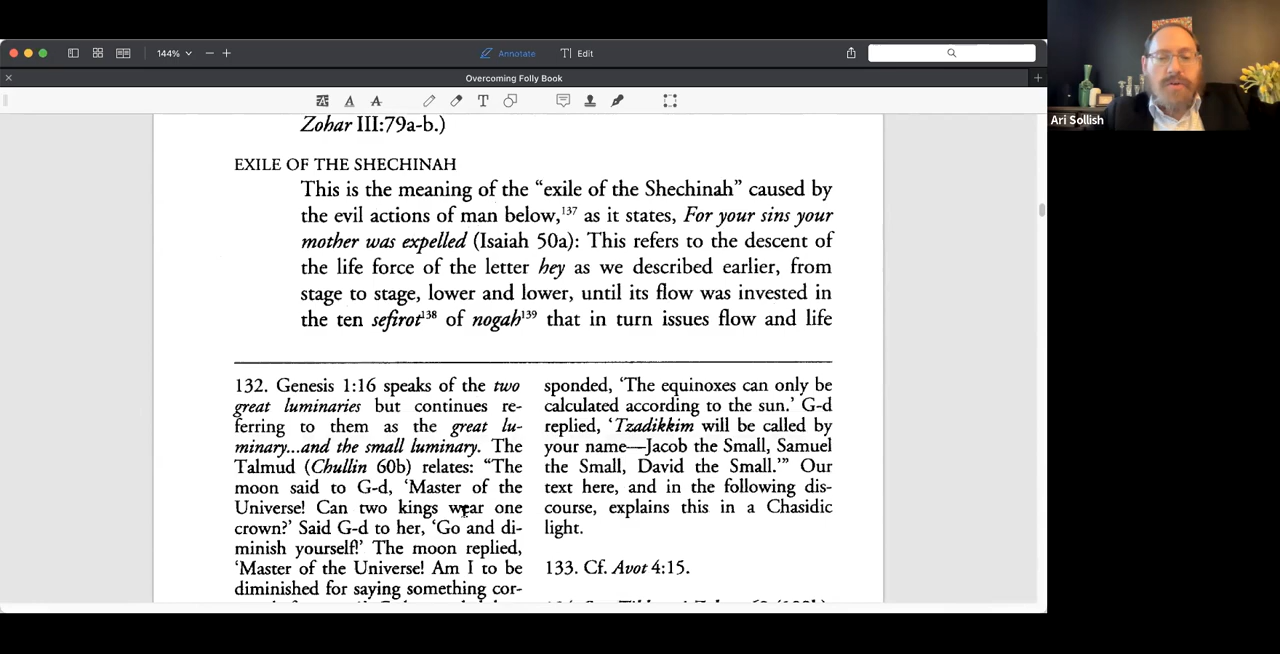 144%
Annotate
Edit
Overcoming Folly Book
Ari Sollish
Zohar III:79a-b.)
EXILE OF THE SHECHINAH
This is the meaning of the “exile of the Shechinah” caused by
the evil actions of man below,137 as it states, For your sins your
mother was expelled (Isaiah 50a): This refers to the descent of
the life force of the letter hey as we described earlier, from
stage to stage, lower and lower, until its flow was invested in
the ten sefirot138 of nogah139 that in turn issues flow and life
132. Genesis 1:16 speaks of the two
great luminaries but continues re-
ferring to them as the great lu-
minary...and the small luminary. The
Talmud (Chullin 60b) relates: “The
moon said to G-d, ‘Master of the
Universe! Can two kings wear one
crown?’ Said G-d to her, ‘Go and di-
minish yourself!’ The moon replied,
‘Master of the Universe! Am I to be
diminished for saying something cor-
sponded, ‘The equinoxes can only be
calculated according to the sun.’ G-d
replied, ‘Tzadikkim will be called by
your name—Jacob the Small, Samuel
the Small, David the Small.’” Our
text here, and in the following dis-
course, explains this in a Chasidic
light.
133. Cf. Avot 4:15.